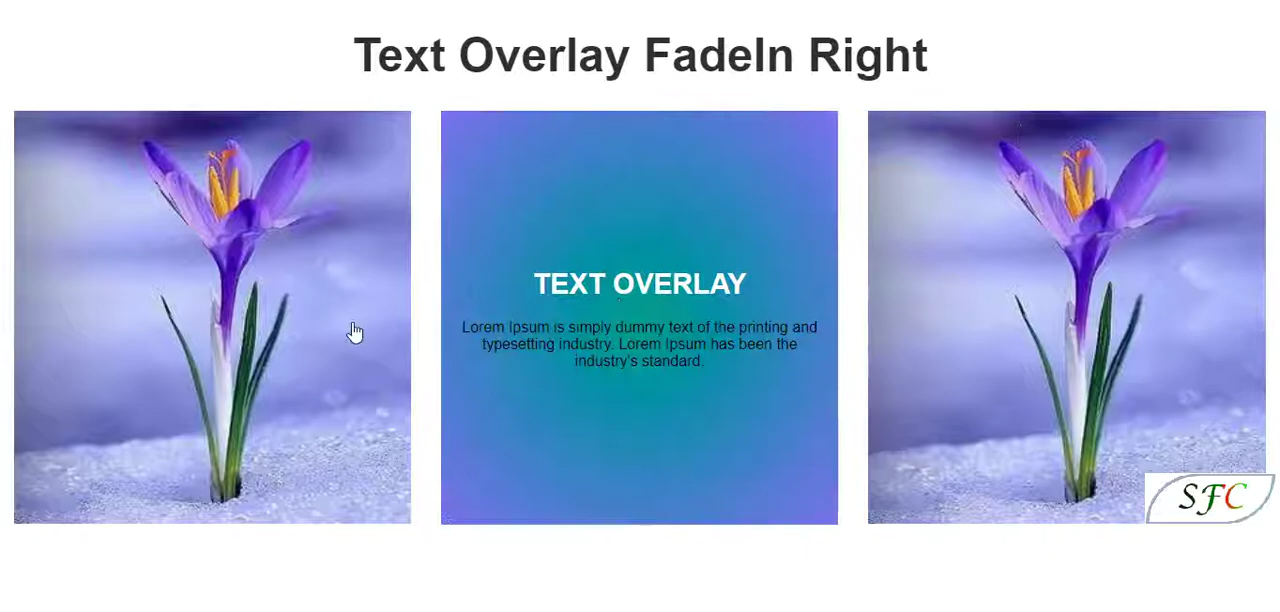 Text Overlay FadeIn Right
TEXT OVERLAY
Lorem Ipsum is simply dummy text of the printing and
typesetting industry. Lorem Ipsum has been the
industry's standard.
SFC